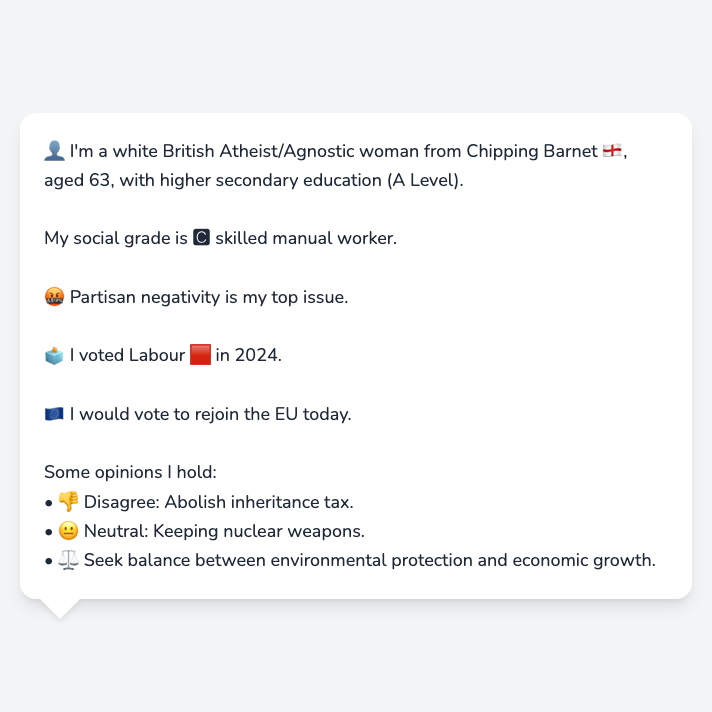 👤 I'm a white British Atheist/Agnostic woman from Chipping Barnet 🏴󠁧󠁢󠁥󠁮󠁧󠁿,
aged 63, with higher secondary education (A Level).
My social grade is 🅲 skilled manual worker.
🤬 Partisan negativity is my top issue.
🗳️ I voted Labour 🟥 in 2024.
🇪🇺 I would vote to rejoin the EU today.
Some opinions I hold:
• 👎 Disagree: Abolish inheritance tax.
• 😐 Neutral: Keeping nuclear weapons.
• ⚖️ Seek balance between environmental protection and economic growth.